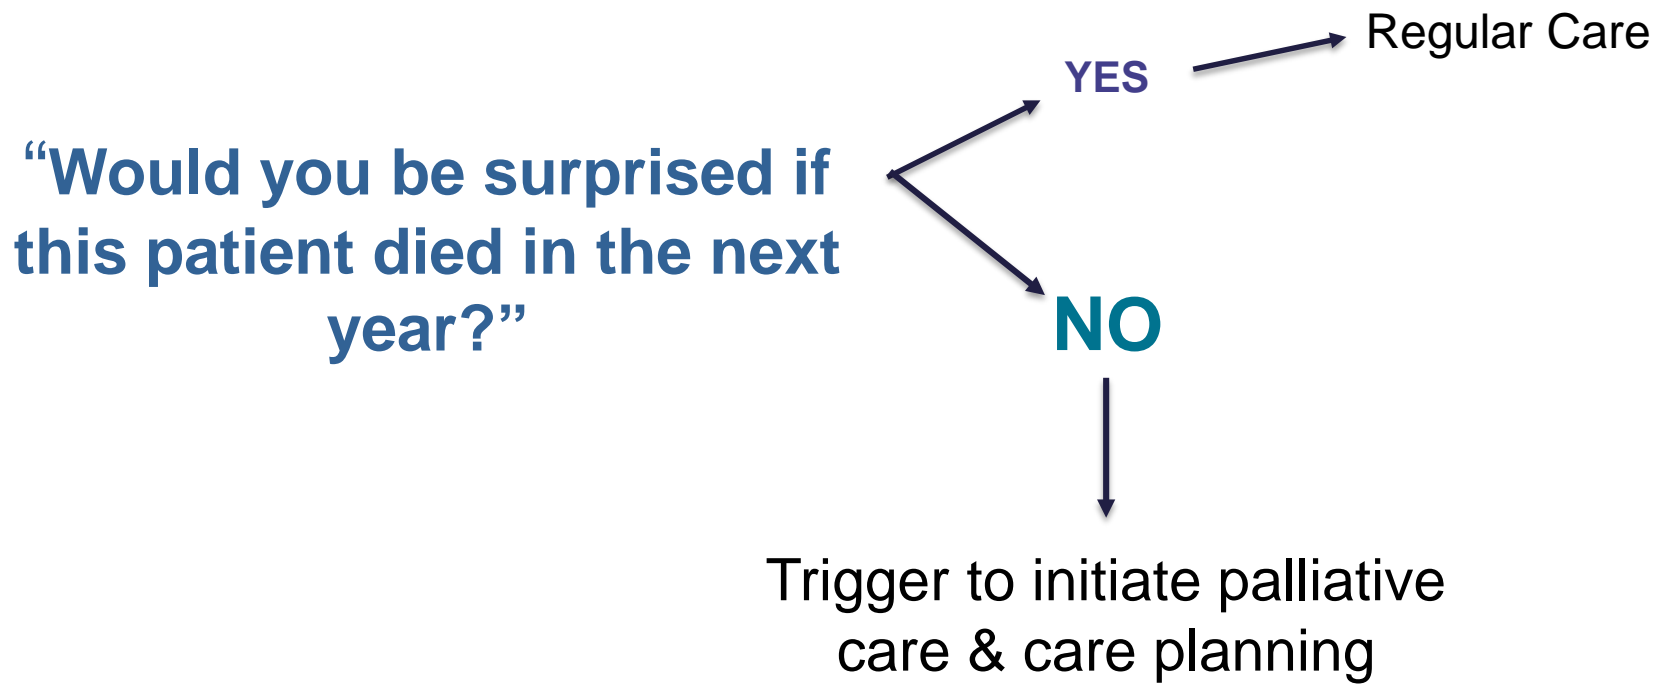 “Would you be surprised if
this patient died in the next
year?”
YES
Regular Care
NO
Trigger to initiate palliative
care & care planning